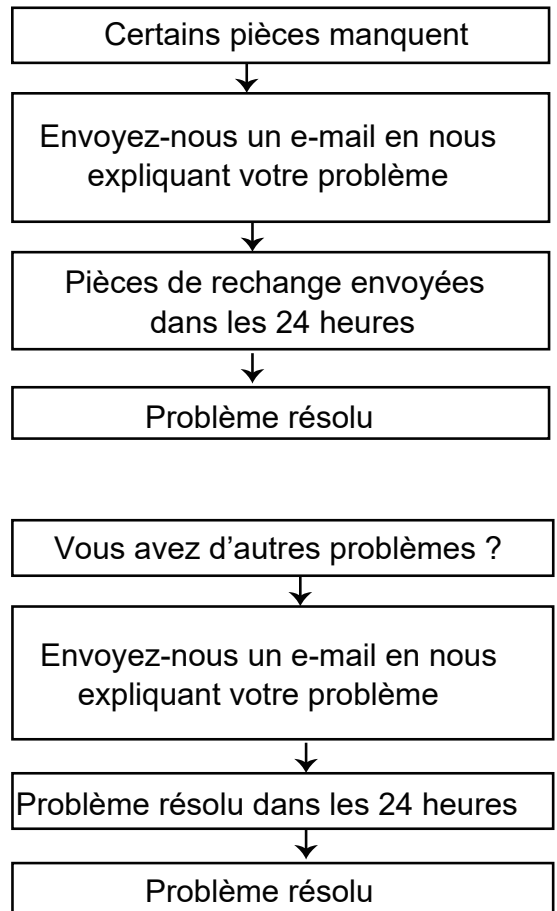 Certains pièces manquent
Envoyez-nous un e-mail en nous
expliquant votre problème
Pièces de rechange envoyées
dans les 24 heures
Problème résolu
Vous avez d’autres problèmes ?
Envoyez-nous un e-mail en nous
expliquant votre problème
Problème résolu dans les 24 heures
Problème résolu